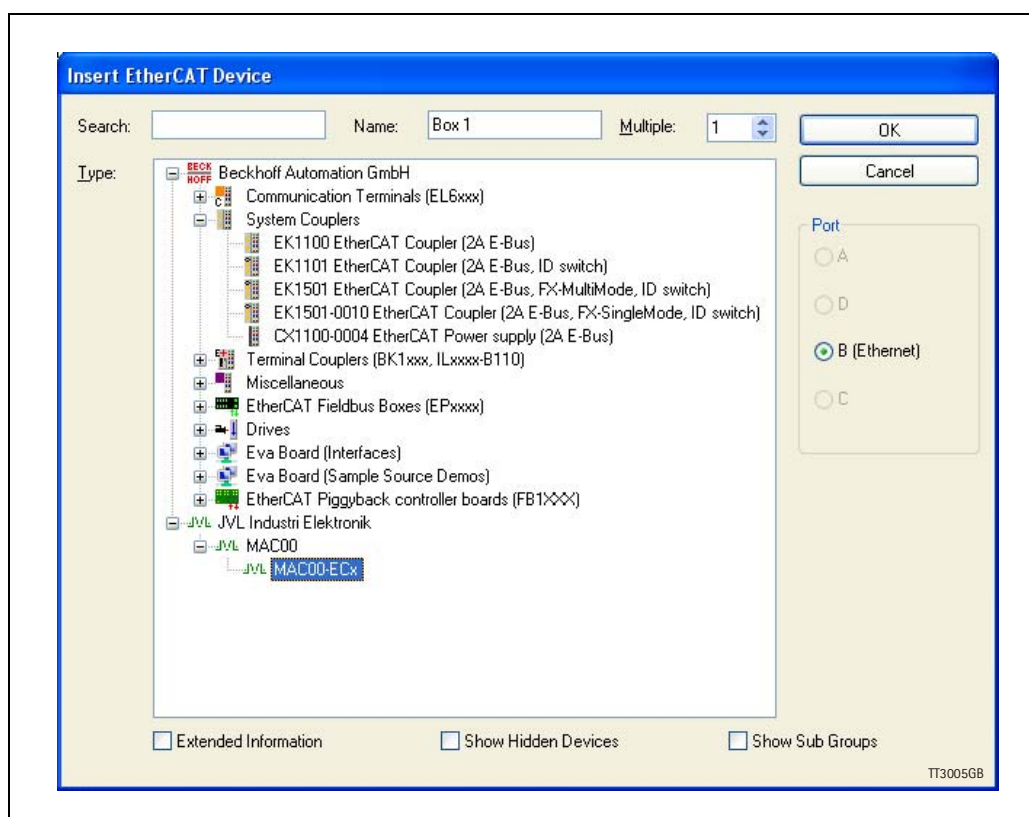 Insert EtherCAT Device
Search: Name: Box 1 Multiple: 1 OK
Type: Cancel
BECK HOFF Beckhoff Automation GmbH
C Communication Terminals (EL6xxx)
System Couplers
EK1100 EtherCAT Coupler (2A E-Bus)
EK1101 EtherCAT Coupler (2A E-Bus, ID switch)
EK1501 EtherCAT Coupler (2A E-Bus, FX-MultiMode, ID switch)
EK1501-0010 EtherCAT Coupler (2A E-Bus, FX-SingleMode, ID switch)
CX1100-0004 EtherCAT Power supply (2A E-Bus)
Terminal Couplers (BK1xxx, ILxxxx-B110)
Miscellaneous
EtherCAT Fieldbus Boxes (EPxxxx)
Drives
Eva Board (Interfaces)
Eva Board (Sample Source Demos)
EtherCAT Piggyback controller boards (FB1XXX)
JVL JVL Industri Elektronik
JVL MAC00
JVL MAC00-ECx
Port
A
D
B (Ethernet)
C
Extended Information Show Hidden Devices Show Sub Groups
TT3005GB